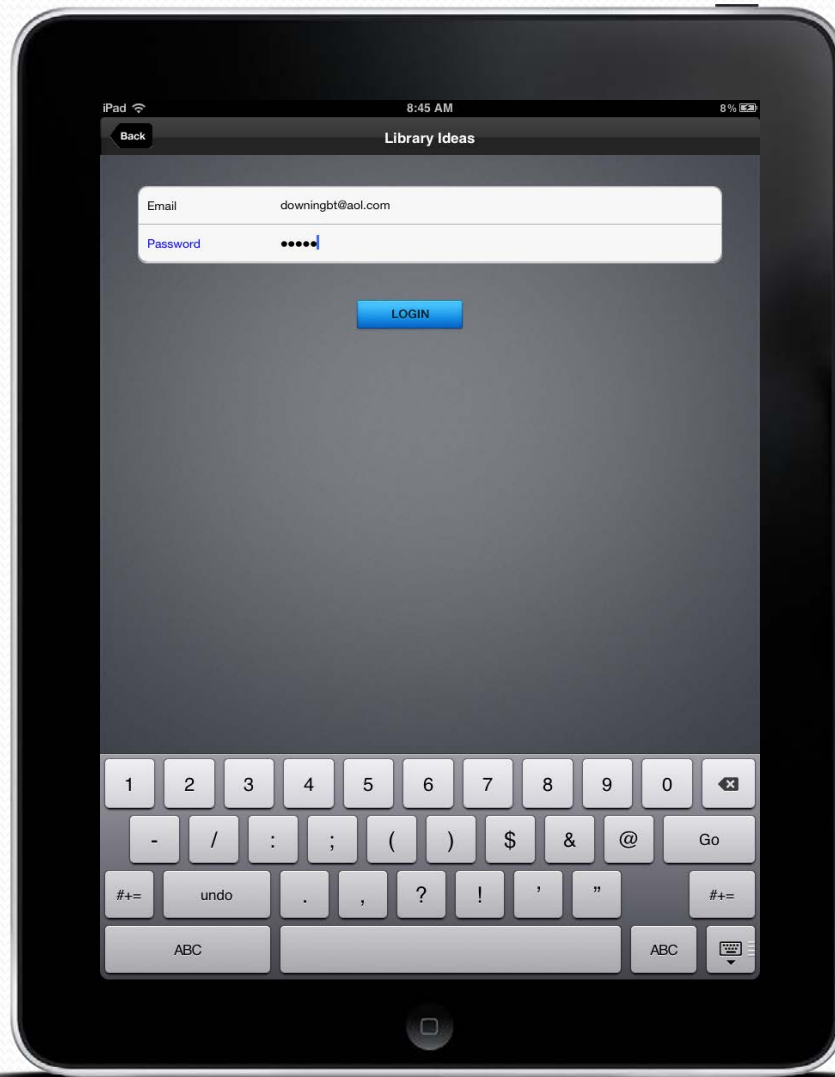 iPad 8:45 AM 8%
Back Library Ideas
Email downingbt@aol.com
Password •••••
LOGIN
1 2 3 4 5 6 7 8 9 0
- / : ; ( ) $ & @ Go
#+= undo . , ? ! ’ ” #+=
ABC ABC